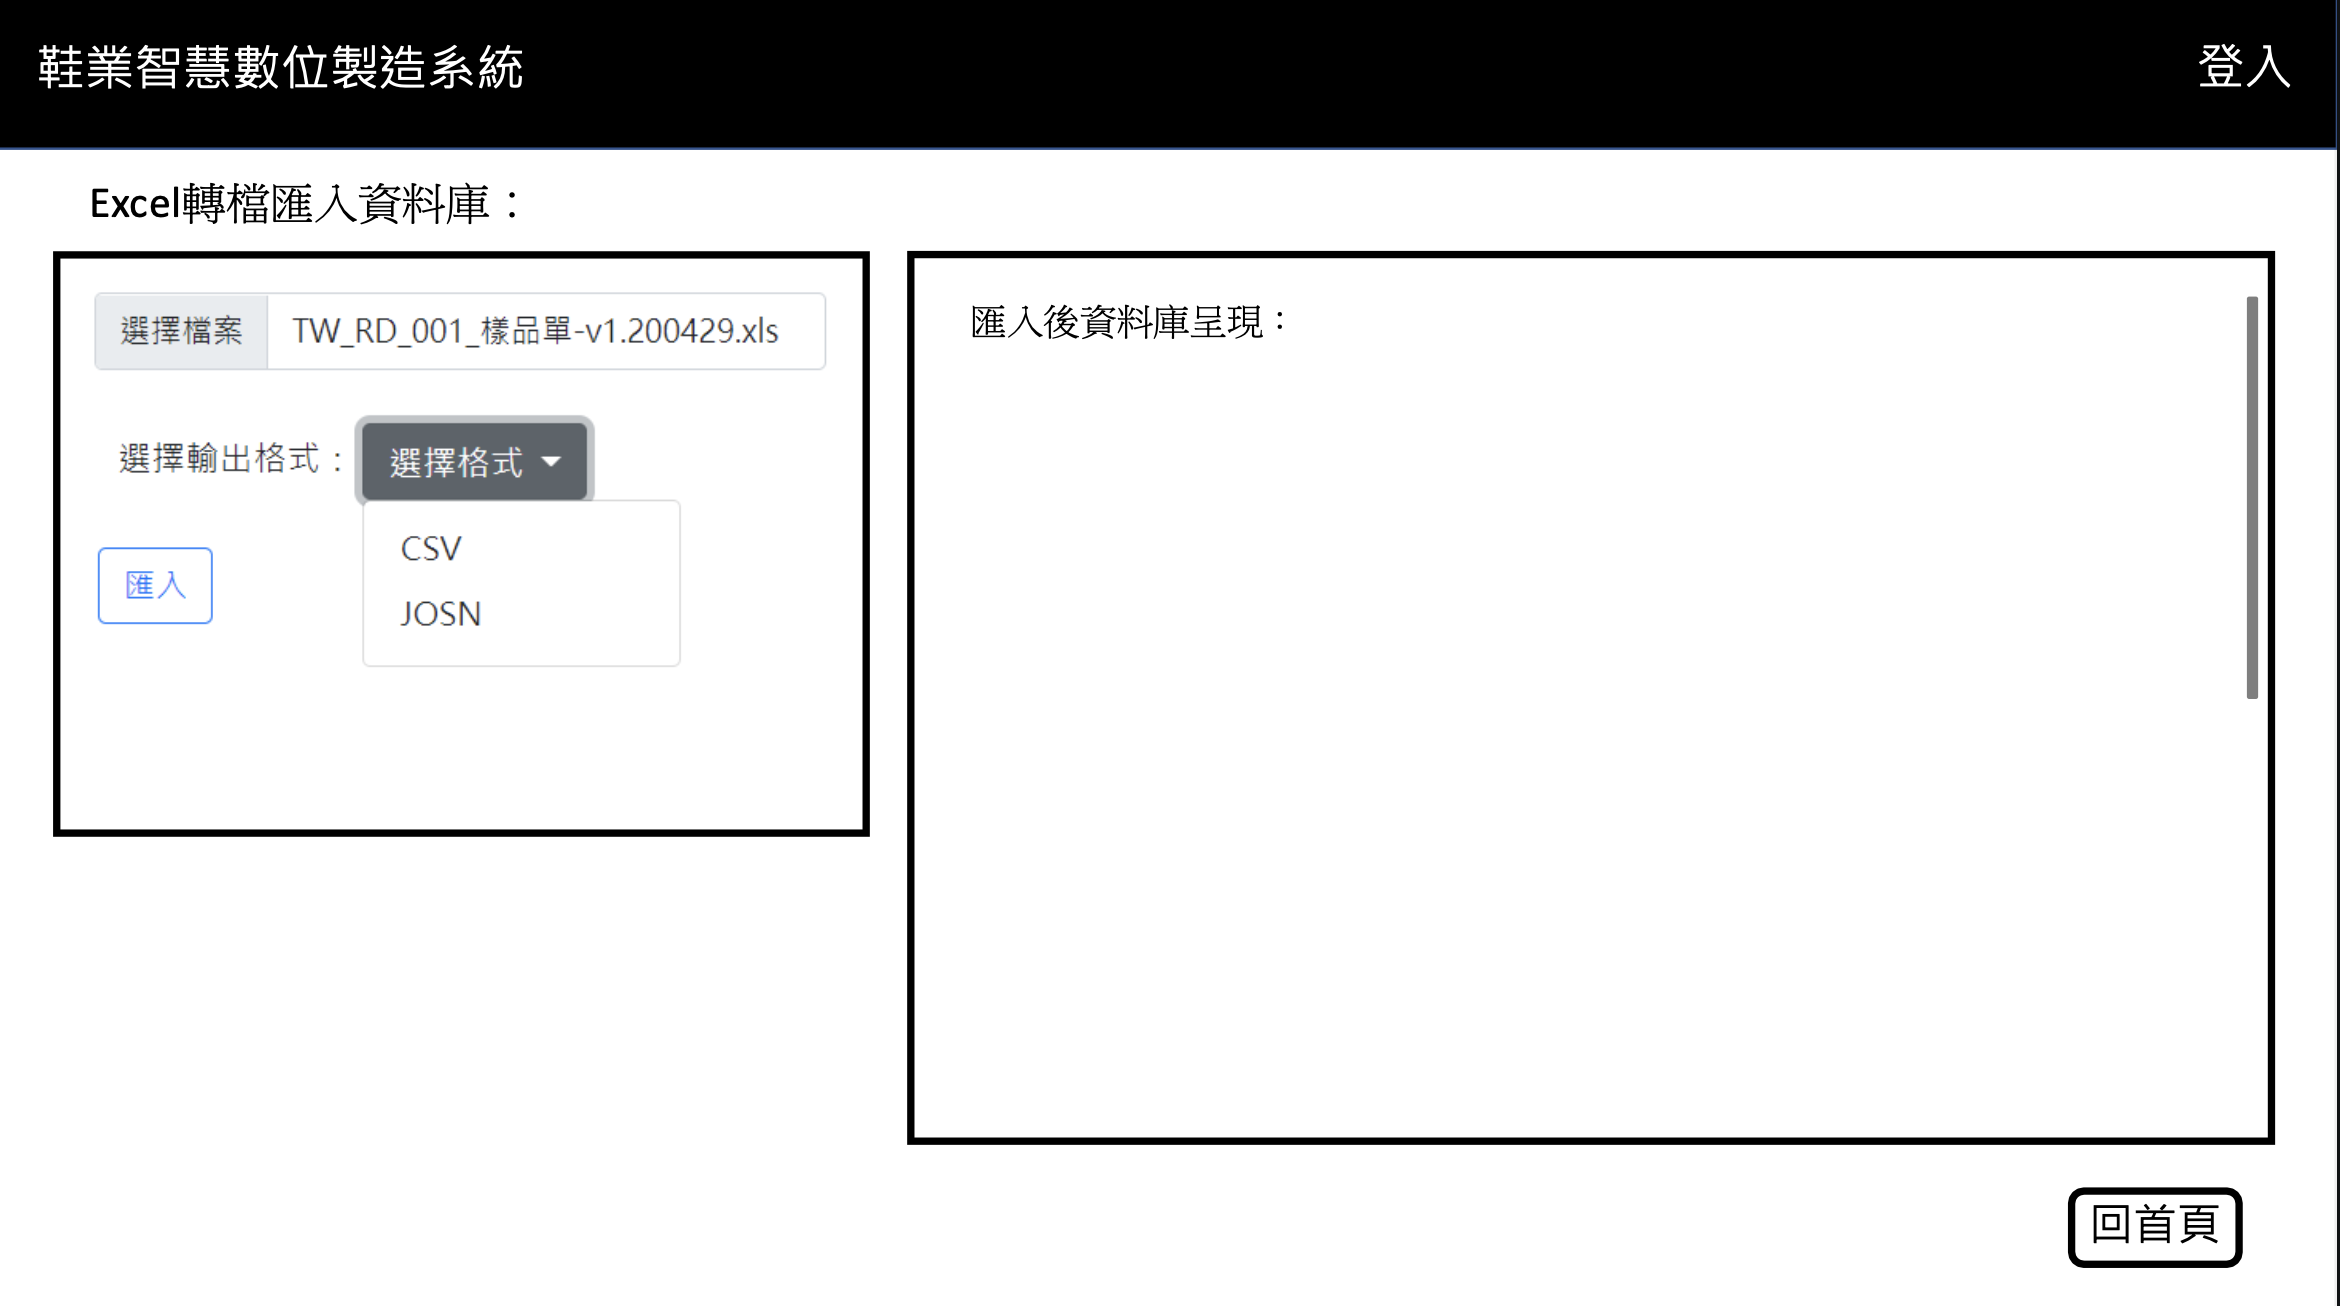 鞋業智慧數位製造系統
登入
Excel轉檔匯入資料庫：
選擇檔案 TW_RD_001_樣品單-v1.200429.xls
選擇輸出格式： 選擇格式
CSV
JOSN
匯入
匯入後資料庫呈現：
回首頁